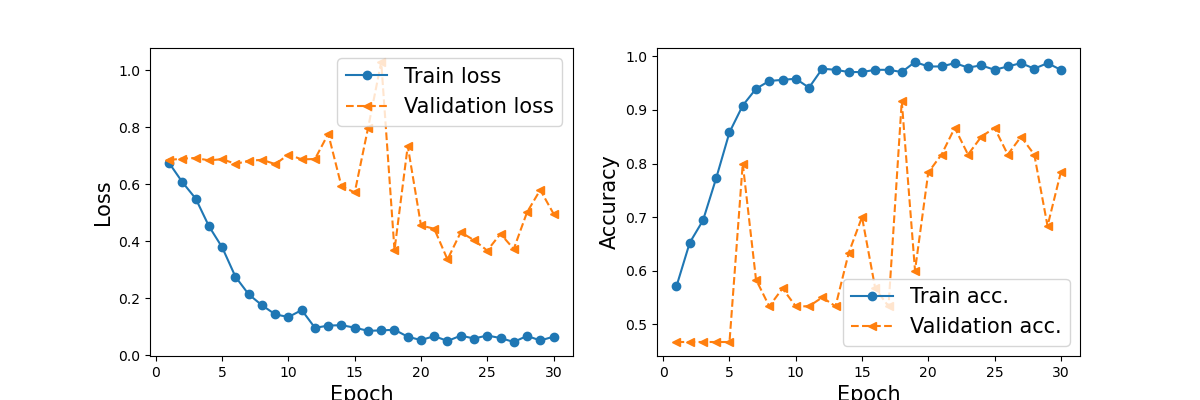 1.0
0.8
0.6
0.4
0.2
0.0
Loss
0 5 10 15 20 25 30
Epoch
Train loss
Validation loss
1.0
0.9
0.8
0.7
0.6
0.5
Accuracy
0 5 10 15 20 25 30
Epoch
Train acc.
Validation acc.